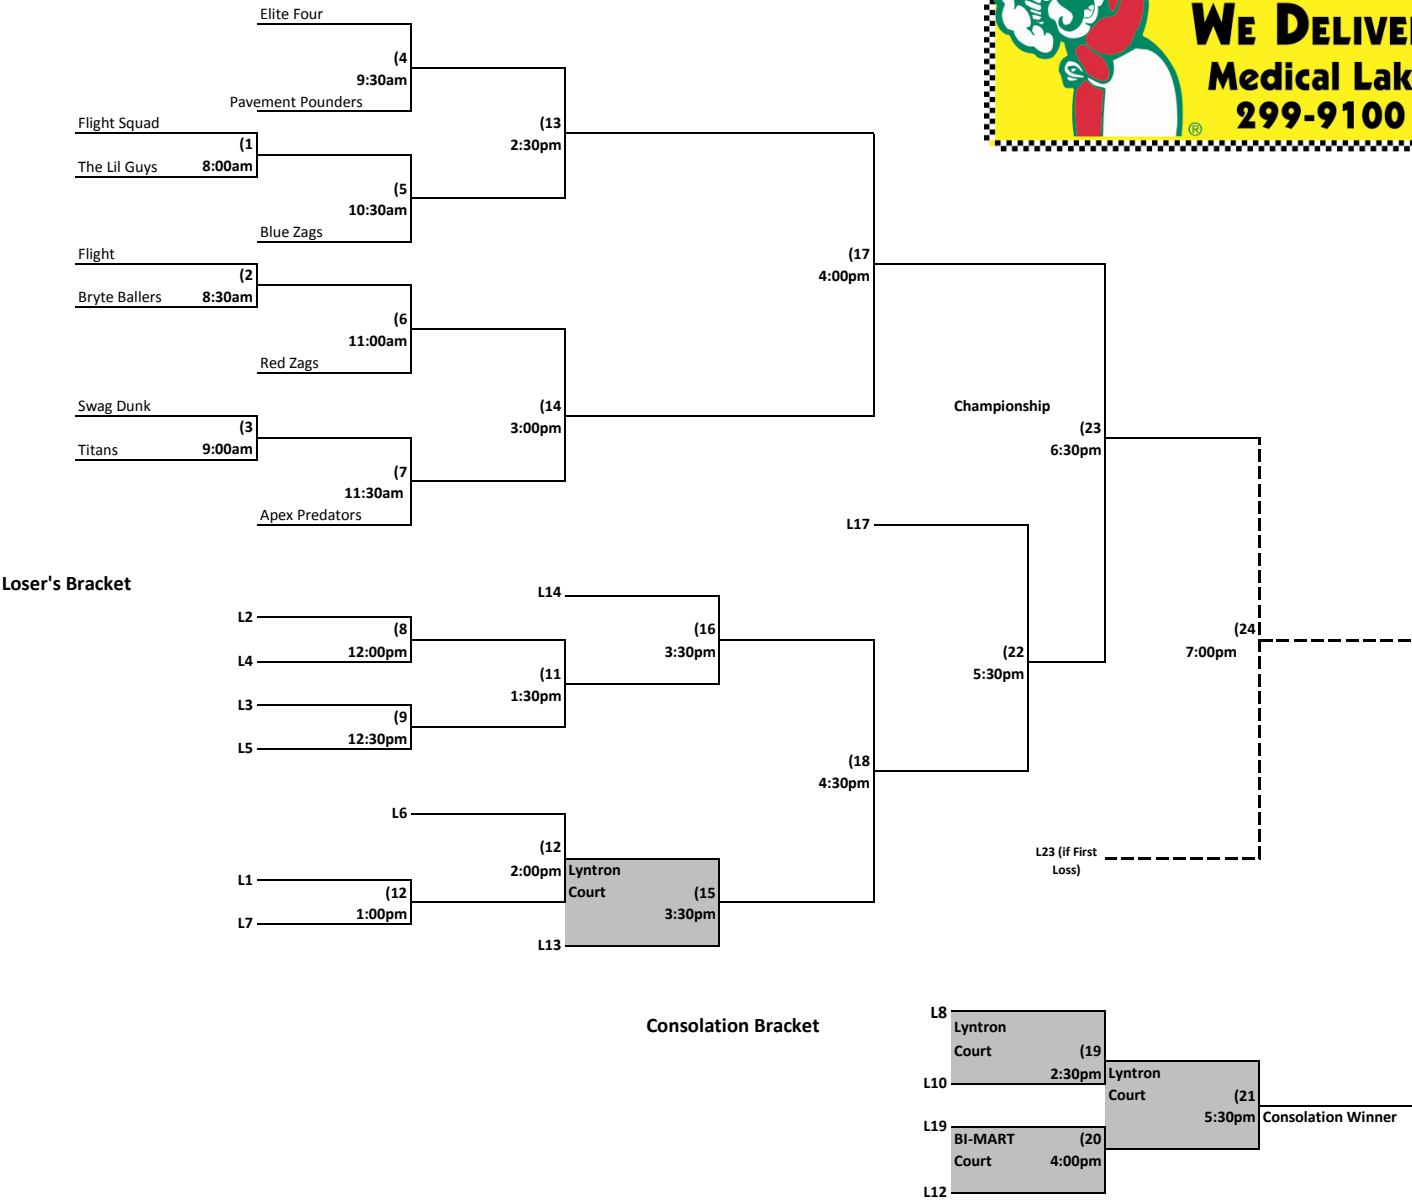 Elite Four
WE DELIVE
Medical Lak
299-9100
®
(4
9:30am
Pavement Pounders
Flight Squad
(13
2:30pm
(1
The Lil Guys 8:00am
(5
10:30am
Blue Zags
Flight
(17
4:00pm
(2
Bryte Ballers 8:30am
(6
11:00am
Red Zags
Swag Dunk
(14
3:00pm
Championship
(3
Titans 9:00am
(23
6:30pm
(7
11:30am
Apex Predators
L17
Loser's Bracket
L14
L2
(8
12:00pm
L4
(16
3:30pm
(24
7:00pm
(22
5:30pm
(11
1:30pm
L3
(9
12:30pm
L5
(18
4:30pm
L6
(12
2:00pm
L23 (if First
Loss)
Lyntron
Court (15
3:30pm
L1
(12
1:00pm
L7
L13
Consolation Bracket
L8
Lyntron
Court (19
2:30pm
L10
Lyntron
Court (21
5:30pm
Consolation Winner
L19
BI-MART (20
Court 4:00pm
L12